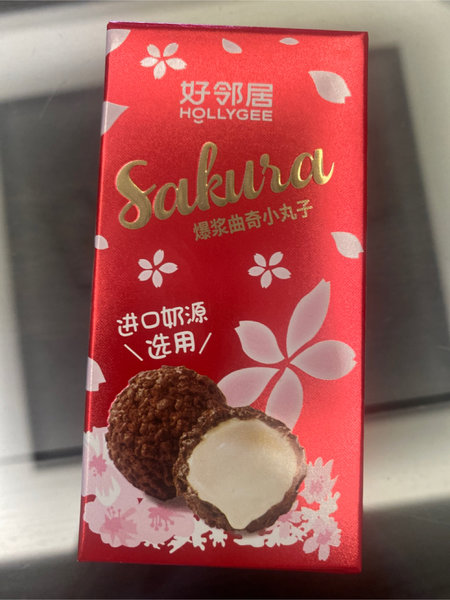 好邻居
HOLLYGEE
Sakura
爆浆曲奇小丸子
进口奶源
选用